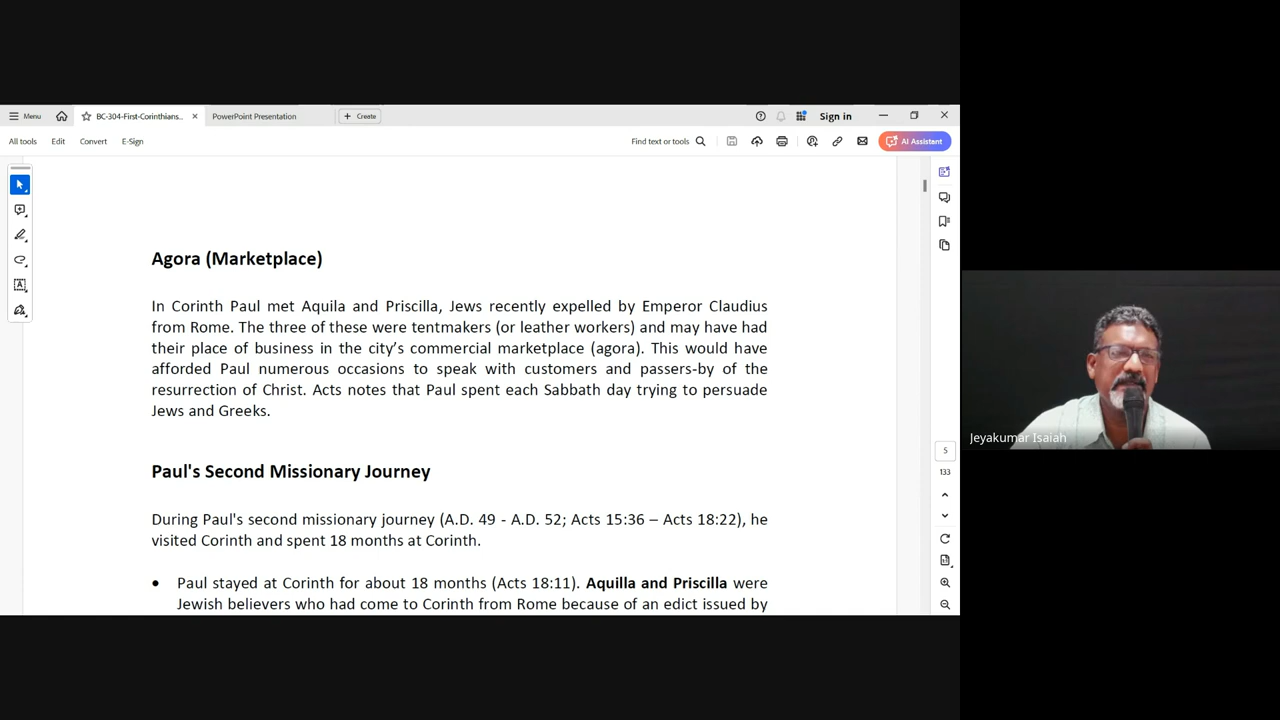 Menu
BC-304-First-Corinthians...
PowerPoint Presentation
Create
Sign in
All tools
Edit
Convert
E-Sign
Find text or tools
AI Assistant
Agora (Marketplace)
In Corinth Paul met Aquila and Priscilla, Jews recently expelled by Emperor Claudius
from Rome. The three of these were tentmakers (or leather workers) and may have had
their place of business in the city's commercial marketplace (agora). This would have
afforded Paul numerous occasions to speak with customers and passers-by of the
resurrection of Christ. Acts notes that Paul spent each Sabbath day trying to persuade
Jews and Greeks.
Paul's Second Missionary Journey
During Paul's second missionary journey (A.D. 49 - A.D. 52; Acts 15:36 – Acts 18:22), he
visited Corinth and spent 18 months at Corinth.
• Paul stayed at Corinth for about 18 months (Acts 18:11). Aquilla and Priscilla were
Jewish believers who had come to Corinth from Rome because of an edict issued by
5
133
Jeyakumar Isaiah